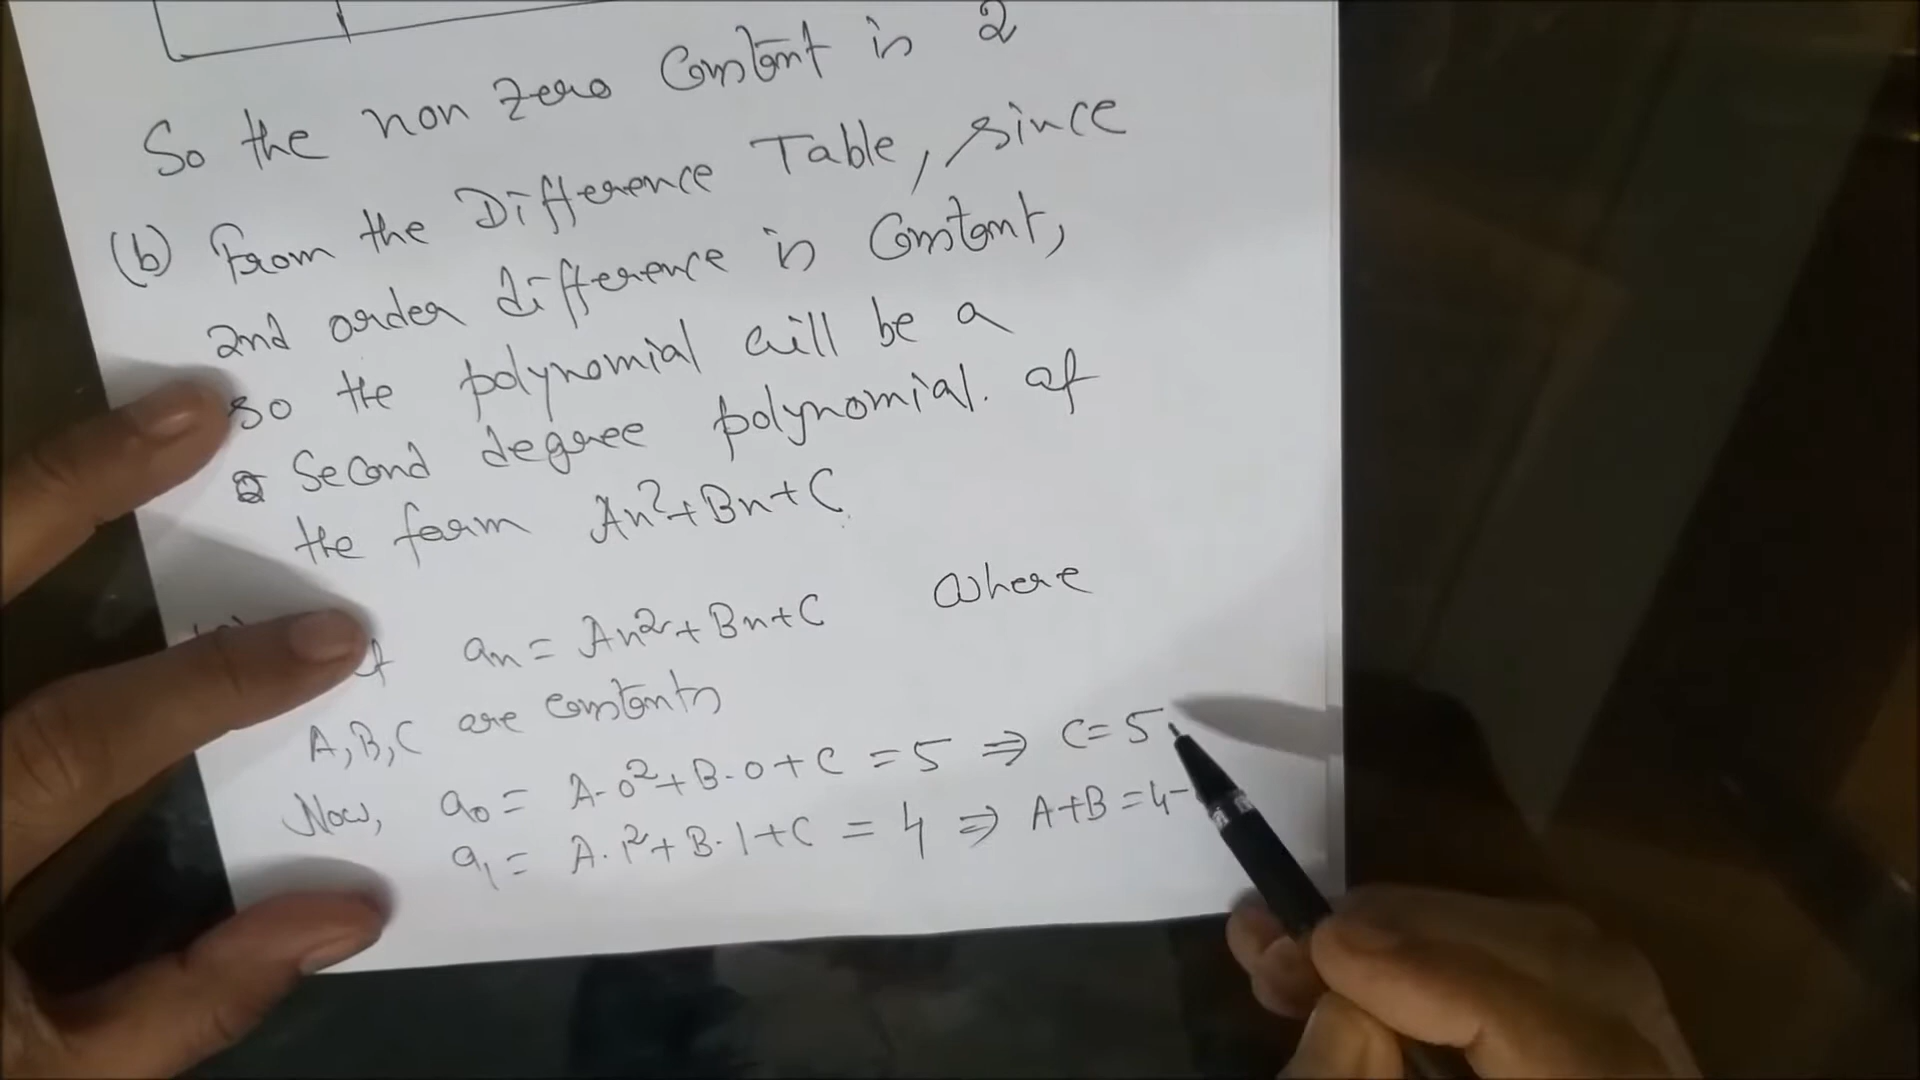 So the non zero Constant is 2
(b) From the Difference Table, since
2nd order difference is Constant,
so the polynomial will be a
Second degree polynomial. of
the form An²+Bn+C
If an = An²+Bn+C where
A,B,C are constants
Now, a0 = A·0²+B·0+C = 5 ⇒ C=5
a1 = A·1²+B·1+C = 4 ⇒ A+B=4-